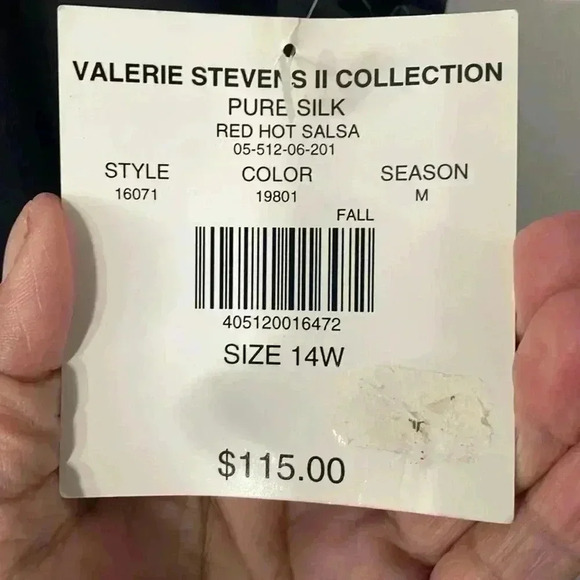 VALERIE STEVENS II COLLECTION
PURE SILK
RED HOT SALSA
05-512-06-201
STYLE COLOR SEASON
16071 19801 M
FALL
405120016472
SIZE 14W
$115.00